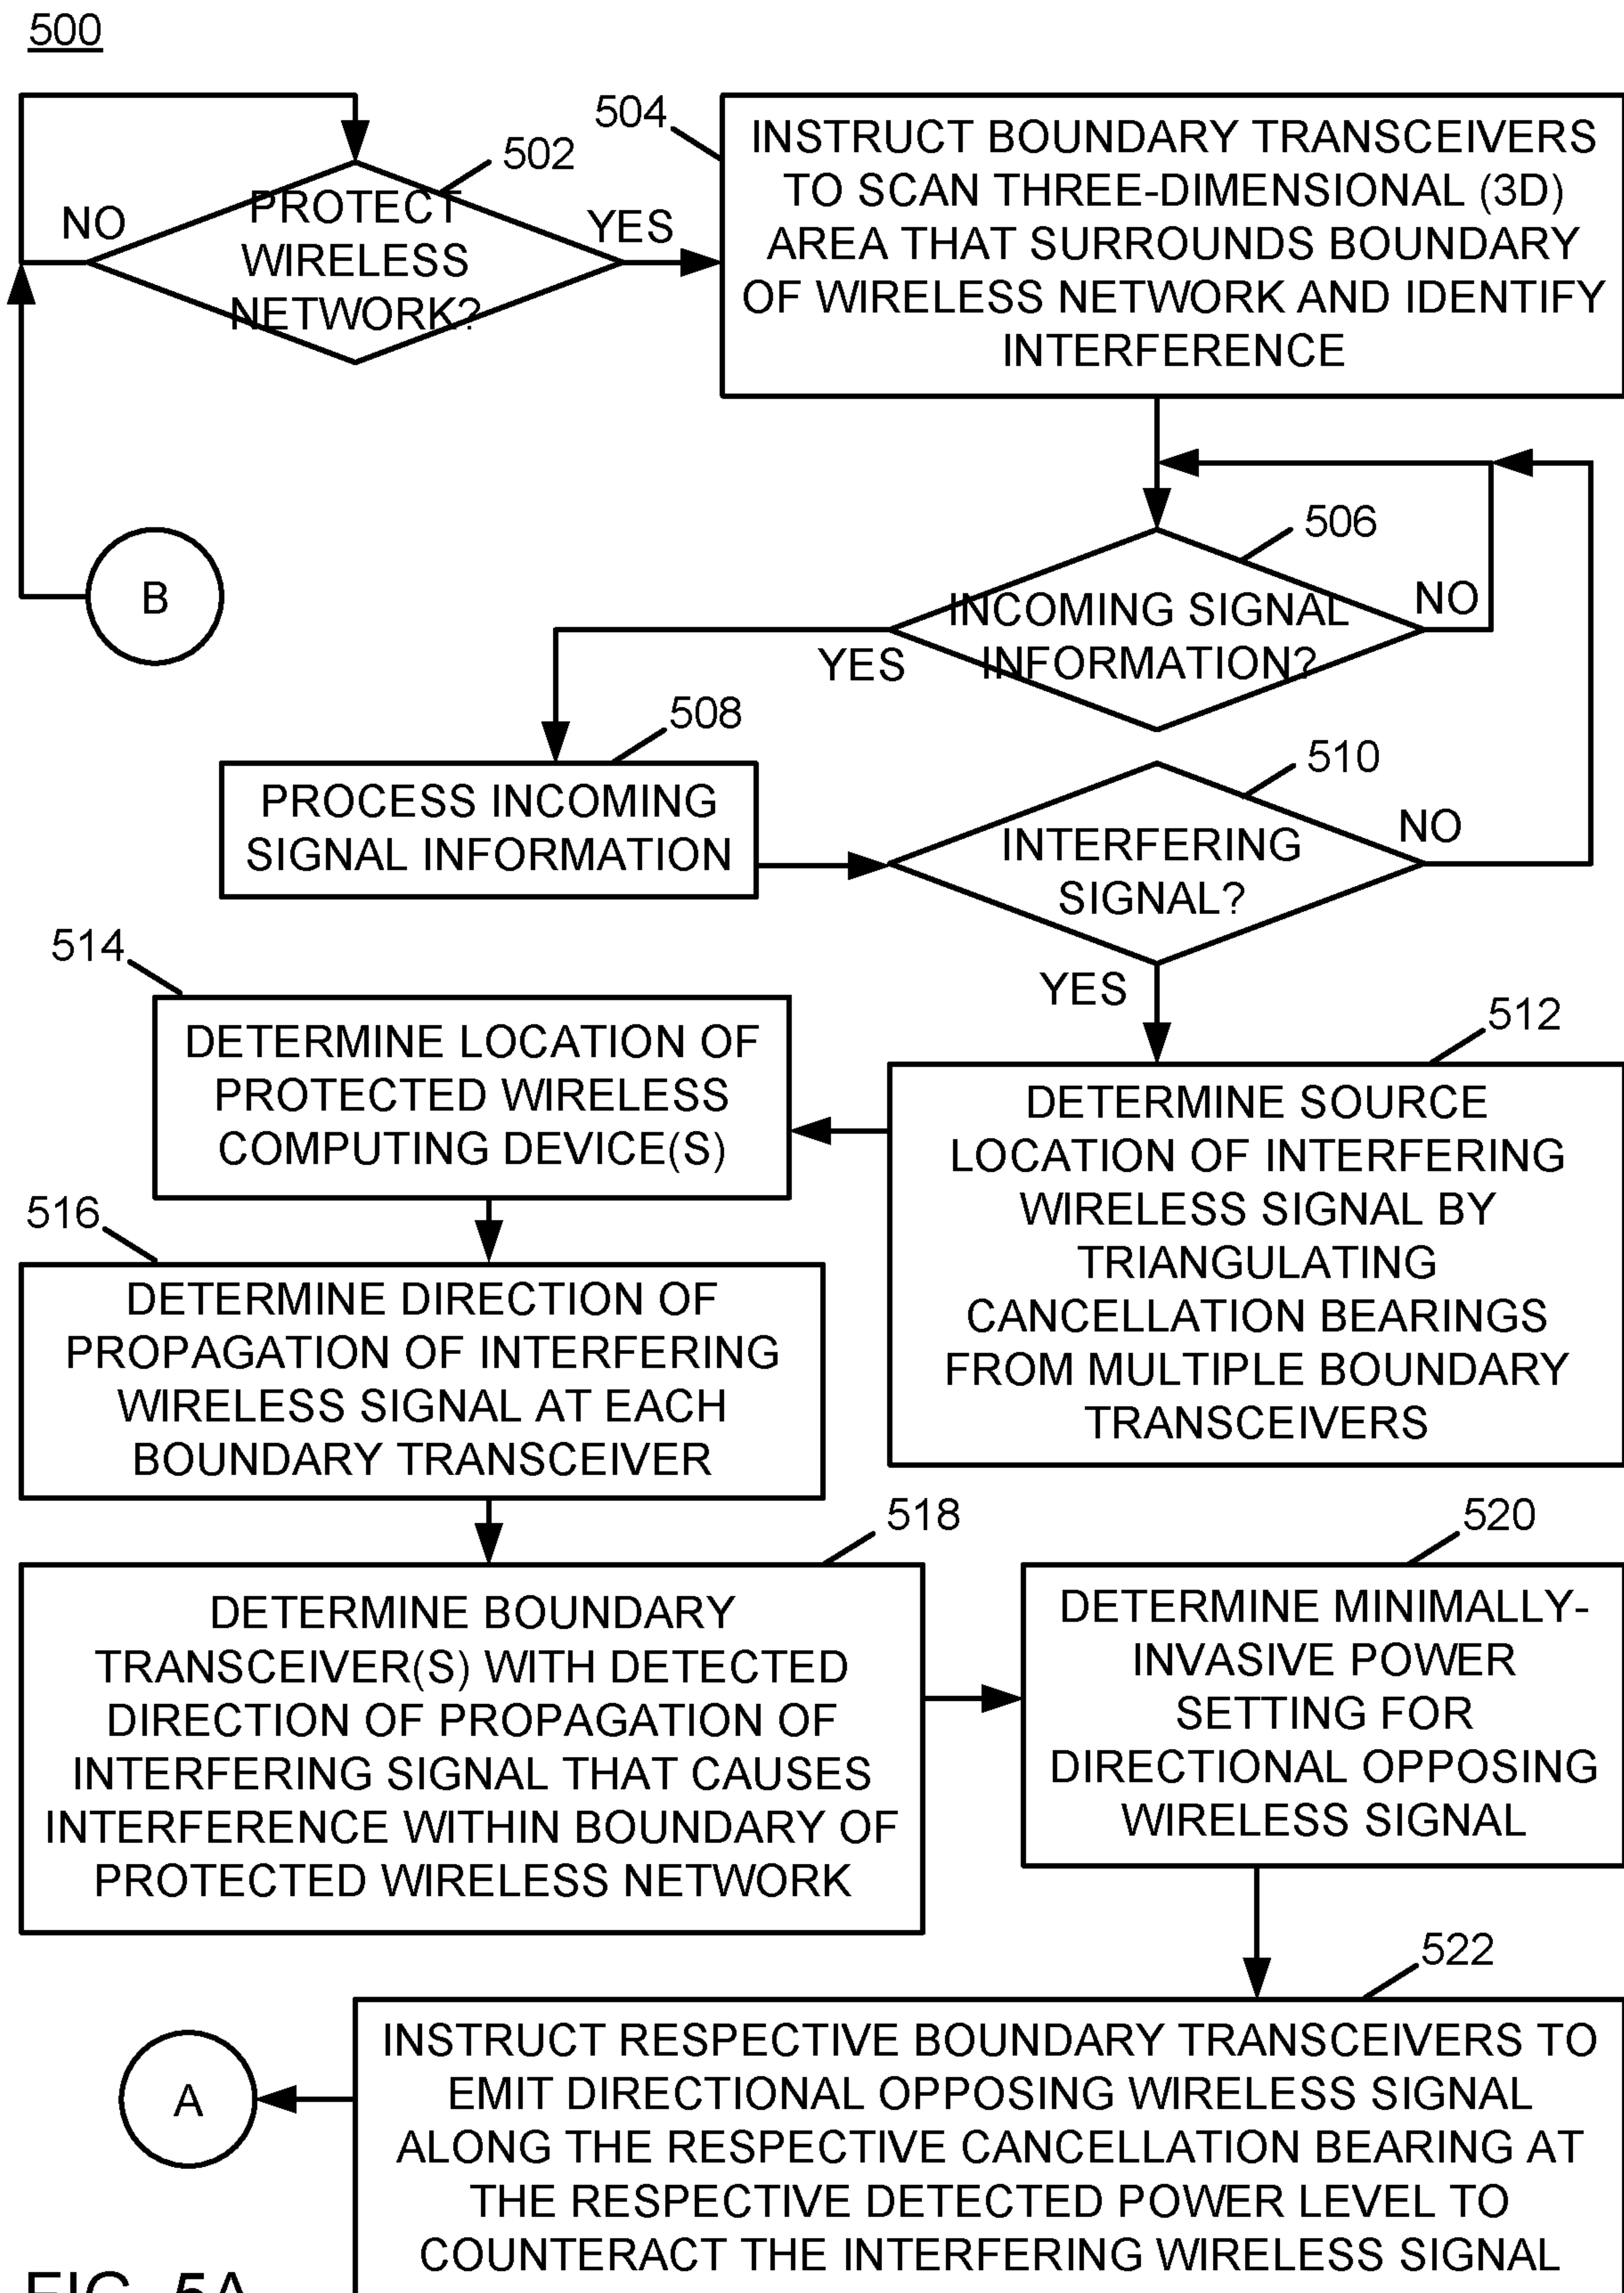 500
502
PROTECT
WIRELESS
NETWORK?
NO
YES
504
INSTRUCT BOUNDARY TRANSCEIVERS
TO SCAN THREE-DIMENSIONAL (3D)
AREA THAT SURROUNDS BOUNDARY
OF WIRELESS NETWORK AND IDENTIFY
INTERFERENCE
B
506
INCOMING SIGNAL
INFORMATION?
NO
YES
508
PROCESS INCOMING
SIGNAL INFORMATION
510
INTERFERING
SIGNAL?
NO
YES
512
DETERMINE SOURCE
LOCATION OF INTERFERING
WIRELESS SIGNAL BY
TRIANGULATING
CANCELLATION BEARINGS
FROM MULTIPLE BOUNDARY
TRANSCEIVERS
514
DETERMINE LOCATION OF
PROTECTED WIRELESS
COMPUTING DEVICE(S)
516
DETERMINE DIRECTION OF
PROPAGATION OF INTERFERING
WIRELESS SIGNAL AT EACH
BOUNDARY TRANSCEIVER
518
DETERMINE BOUNDARY
TRANSCEIVER(S) WITH DETECTED
DIRECTION OF PROPAGATION OF
INTERFERING SIGNAL THAT CAUSES
INTERFERENCE WITHIN BOUNDARY OF
PROTECTED WIRELESS NETWORK
520
DETERMINE MINIMALLY-
INVASIVE POWER
SETTING FOR
DIRECTIONAL OPPOSING
WIRELESS SIGNAL
522
INSTRUCT RESPECTIVE BOUNDARY TRANSCEIVERS TO
EMIT DIRECTIONAL OPPOSING WIRELESS SIGNAL
ALONG THE RESPECTIVE CANCELLATION BEARING AT
THE RESPECTIVE DETECTED POWER LEVEL TO
COUNTERACT THE INTERFERING WIRELESS SIGNAL
A
FIG. 5A